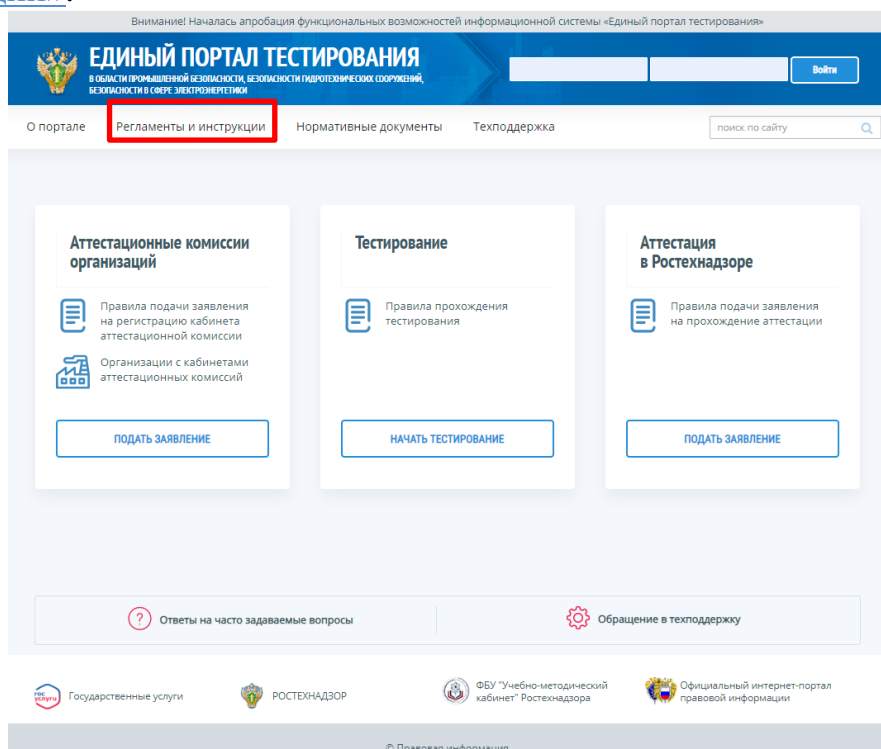 Внимание! Началась апробация функциональных возможностей информационной системы «Единый портал тестирования»
ЕДИНЫЙ ПОРТАЛ ТЕСТИРОВАНИЯ
В ОБЛАСТИ ПРОМЫШЛЕННОЙ БЕЗОПАСНОСТИ, БЕЗОПАСНОСТИ ГИДРОТЕХНИЧЕСКИХ СООРУЖЕНИЙ,
БЕЗОПАСНОСТИ В СФЕРЕ ЭЛЕКТРОЭНЕРГЕТИКИ
Войти
О портале
Регламенты и инструкции
Нормативные документы
Техподдержка
поиск по сайту
Аттестационные комиссии
организаций
Правила подачи заявления
на регистрацию кабинета
аттестационной комиссии
Организации с кабинетами
аттестационных комиссий
ПОДАТЬ ЗАЯВЛЕНИЕ
Тестирование
Правила прохождения
тестирования
НАЧАТЬ ТЕСТИРОВАНИЕ
Аттестация
в Ростехнадзоре
Правила подачи заявления
на прохождение аттестации
ПОДАТЬ ЗАЯВЛЕНИЕ
? Ответы на часто задаваемые вопросы
Обращение в техподдержку
гос
услуги
Государственные услуги
РОСТЕХНАДЗОР
ФБУ "Учебно-методический
кабинет" Ростехнадзора
Официальный интернет-портал
правовой информации
© Правовая информация